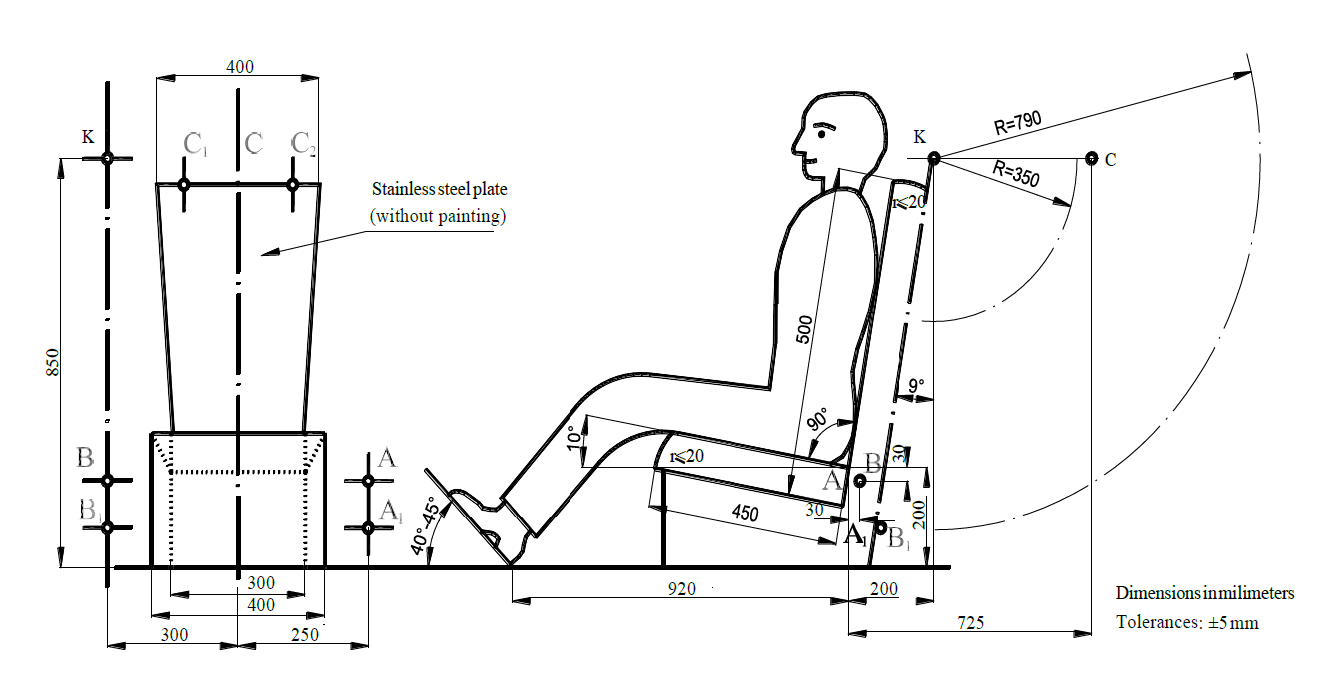 400
K
C1
C
C2
Stainless steel plate
(without painting)
850
B
A
B1
A1
300
400
300
250
K
R=790
C
R=350
r⩽20
500
9°
90°
10°
r⩽20
30
A
B
40°-45°
450
30
200
A1
B1
920
200
725
Dimensions in milimeters
Tolerances: ±5 mm